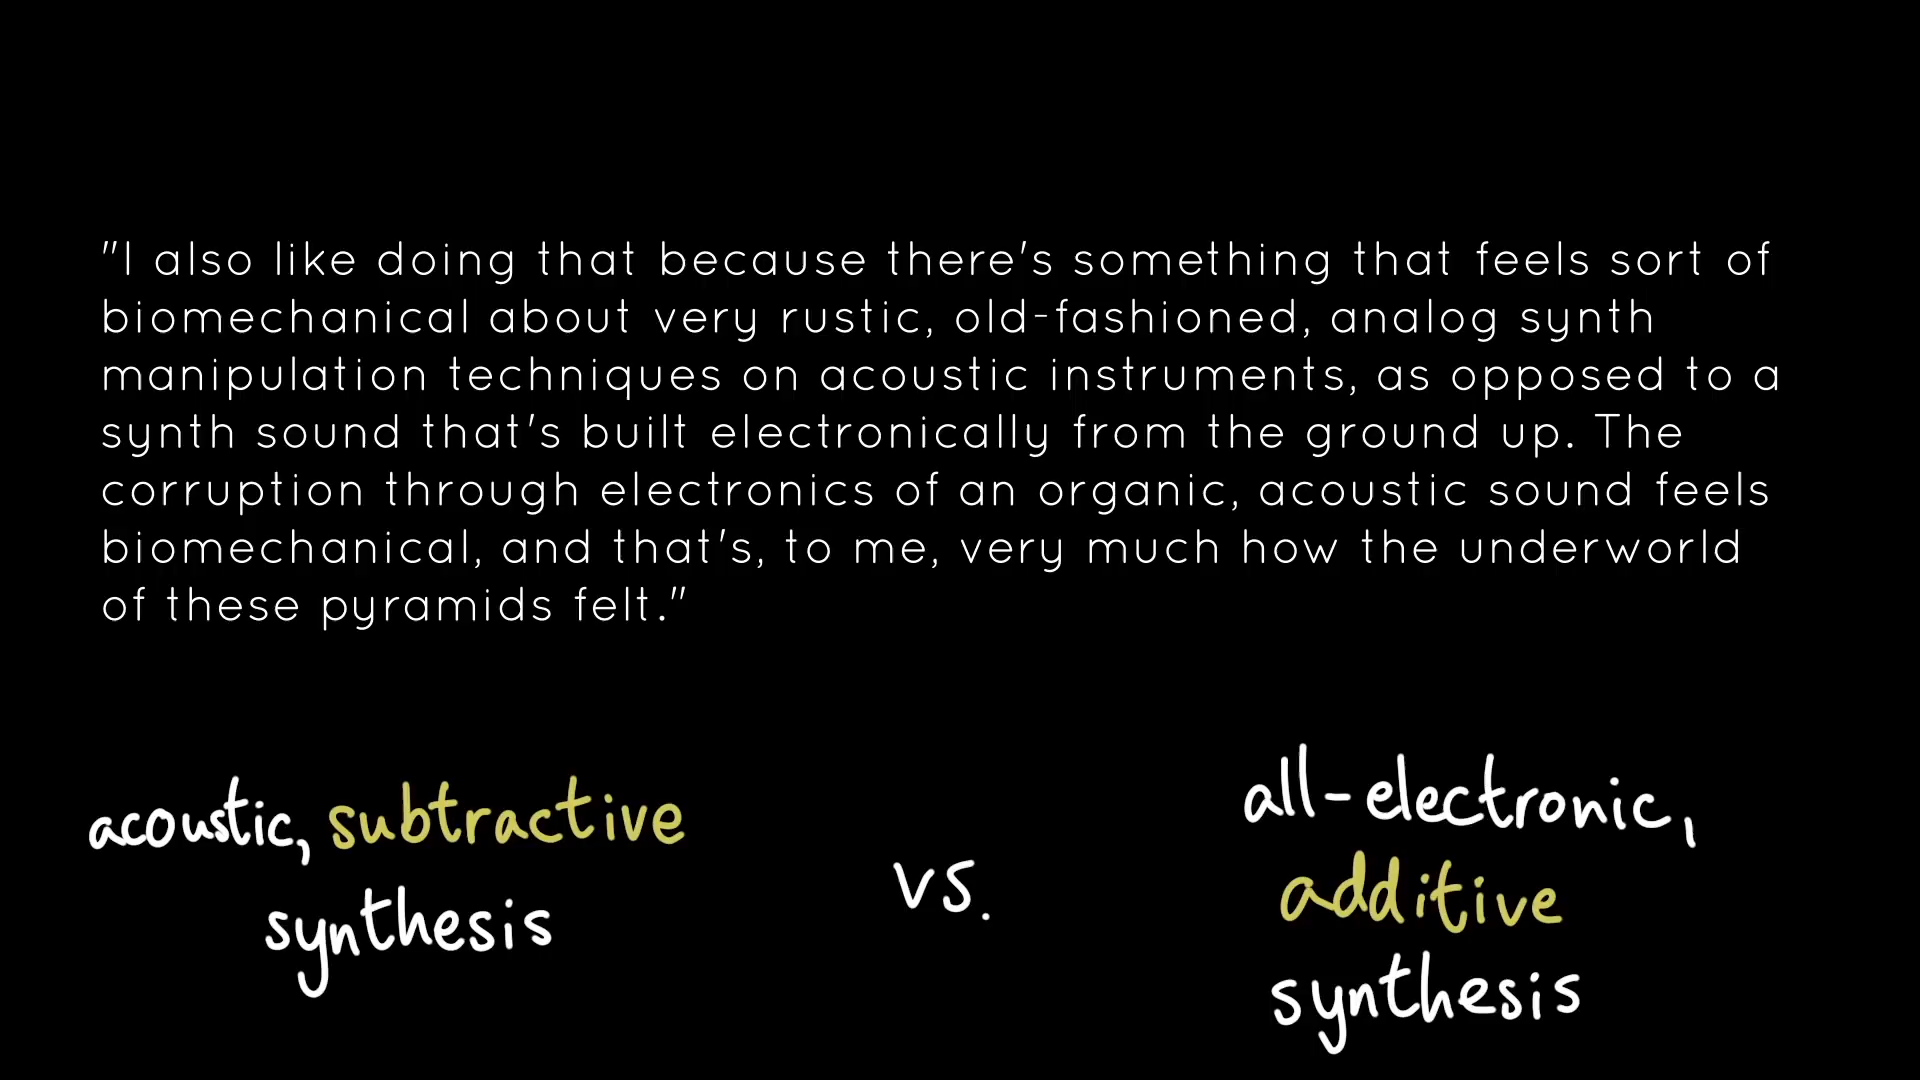 "I also like doing that because there's something that feels sort of
biomechanical about very rustic, old-fashioned, analog synth
manipulation techniques on acoustic instruments, as opposed to a
synth sound that's built electronically from the ground up. The
corruption through electronics of an organic, acoustic sound feels
biomechanical, and that's, to me, very much how the underworld
of these pyramids felt."
acoustic, subtractive
synthesis
vs.
all-electronic,
additive
synthesis